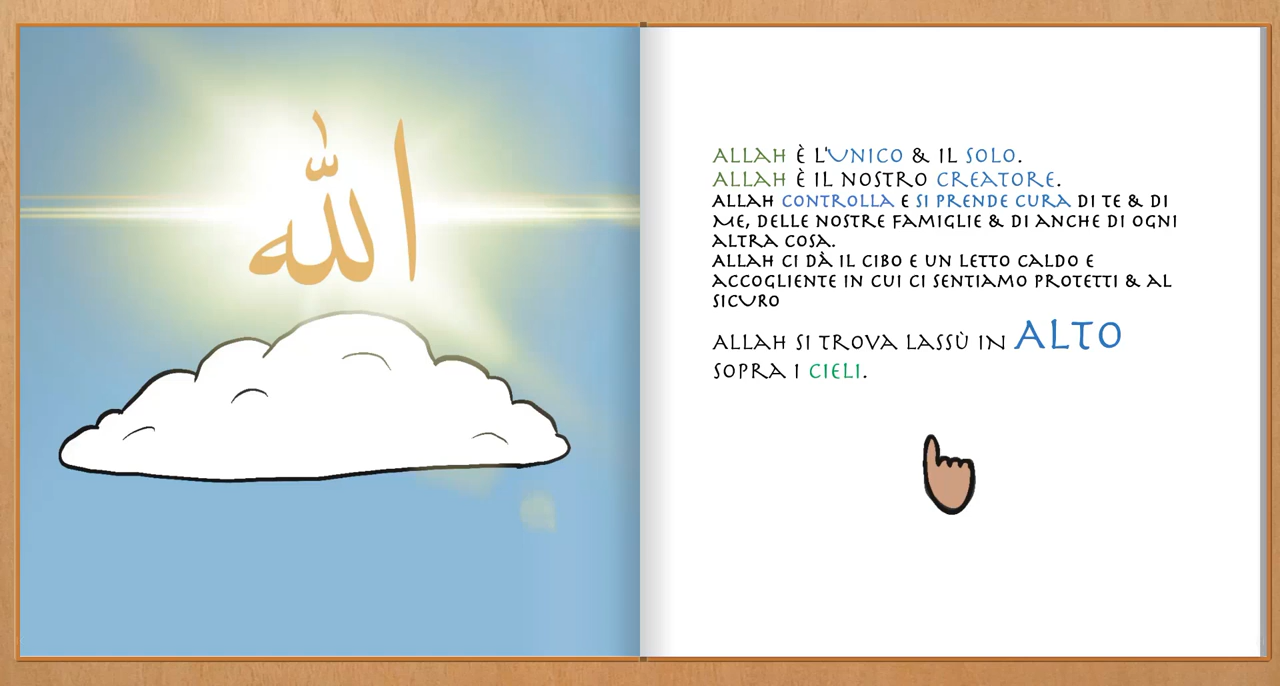 الله
ALLAH È L'UNICO & IL SOLO.
ALLAH È IL NOSTRO CREATORE.
ALLAH CONTROLLA E SI PRENDE CURA DI TE & DI
ME, DELLE NOSTRE FAMIGLIE & DI ANCHE DI OGNI
ALTRA COSA.
ALLAH CI DÀ IL CIBO E UN LETTO CALDO E
ACCOGLIENTE IN CUI CI SENTIAMO PROTETTI & AL
SICURO
ALLAH SI TROVA LASSÙ IN ALTO
SOPRA I CIELI.